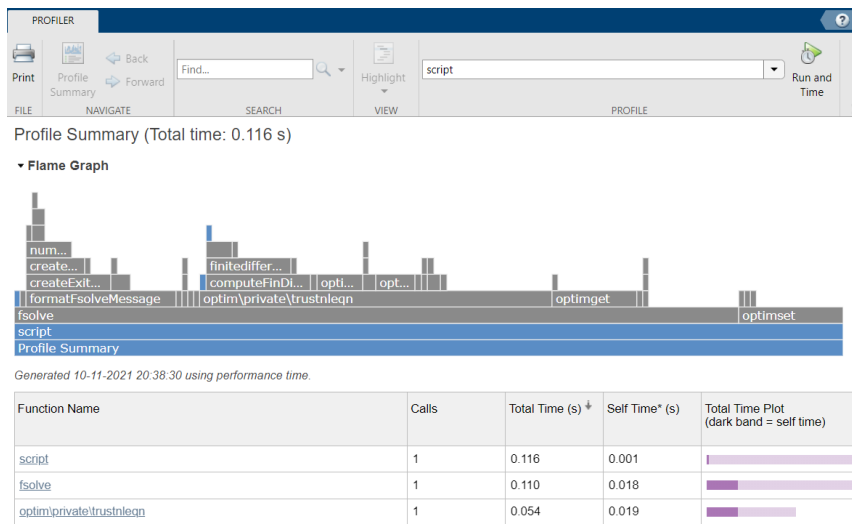 PROFILER
?
Print
Profile
Summary
Back
Forward
Find...
Highlight
script
Run and
Time
FILE
NAVIGATE
SEARCH
VIEW
PROFILE
Profile Summary (Total time: 0.116 s)
Flame Graph
num...
create...
finitediffer...
createExit...
computeFinDi...
opti...
opt...
formatFsolveMessage
optim\private\trustnleqn
optimget
fsolve
optimset
script
Profile Summary
Generated 10-11-2021 20:38:30 using performance time.
Function Name
Calls
Total Time (s)
Self Time* (s)
Total Time Plot
(dark band = self time)
script 1 0.116 0.001
fsolve 1 0.110 0.018
optim\private\trustnleqn 1 0.054 0.019